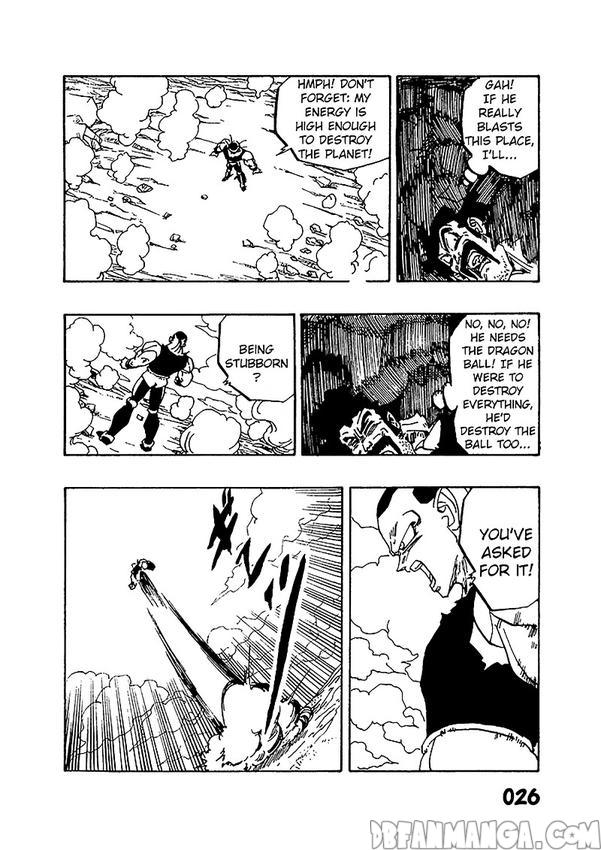 GAH!
IF HE
REALLY
BLASTS
THIS PLACE,
I'LL...
HMPH! DON'T
FORGET: MY
ENERGY IS
HIGH ENOUGH
TO DESTROY
THE PLANET!
NO, NO, NO!
HE NEEDS
THE DRAGON
BALL! IF HE
WERE TO
DESTROY
EVERYTHING,
HE'D
DESTROY THE
BALL TOO...
BEING
STUBBORN
?
YOU'VE
ASKED
FOR IT!
026
DBFANMANGA.COM